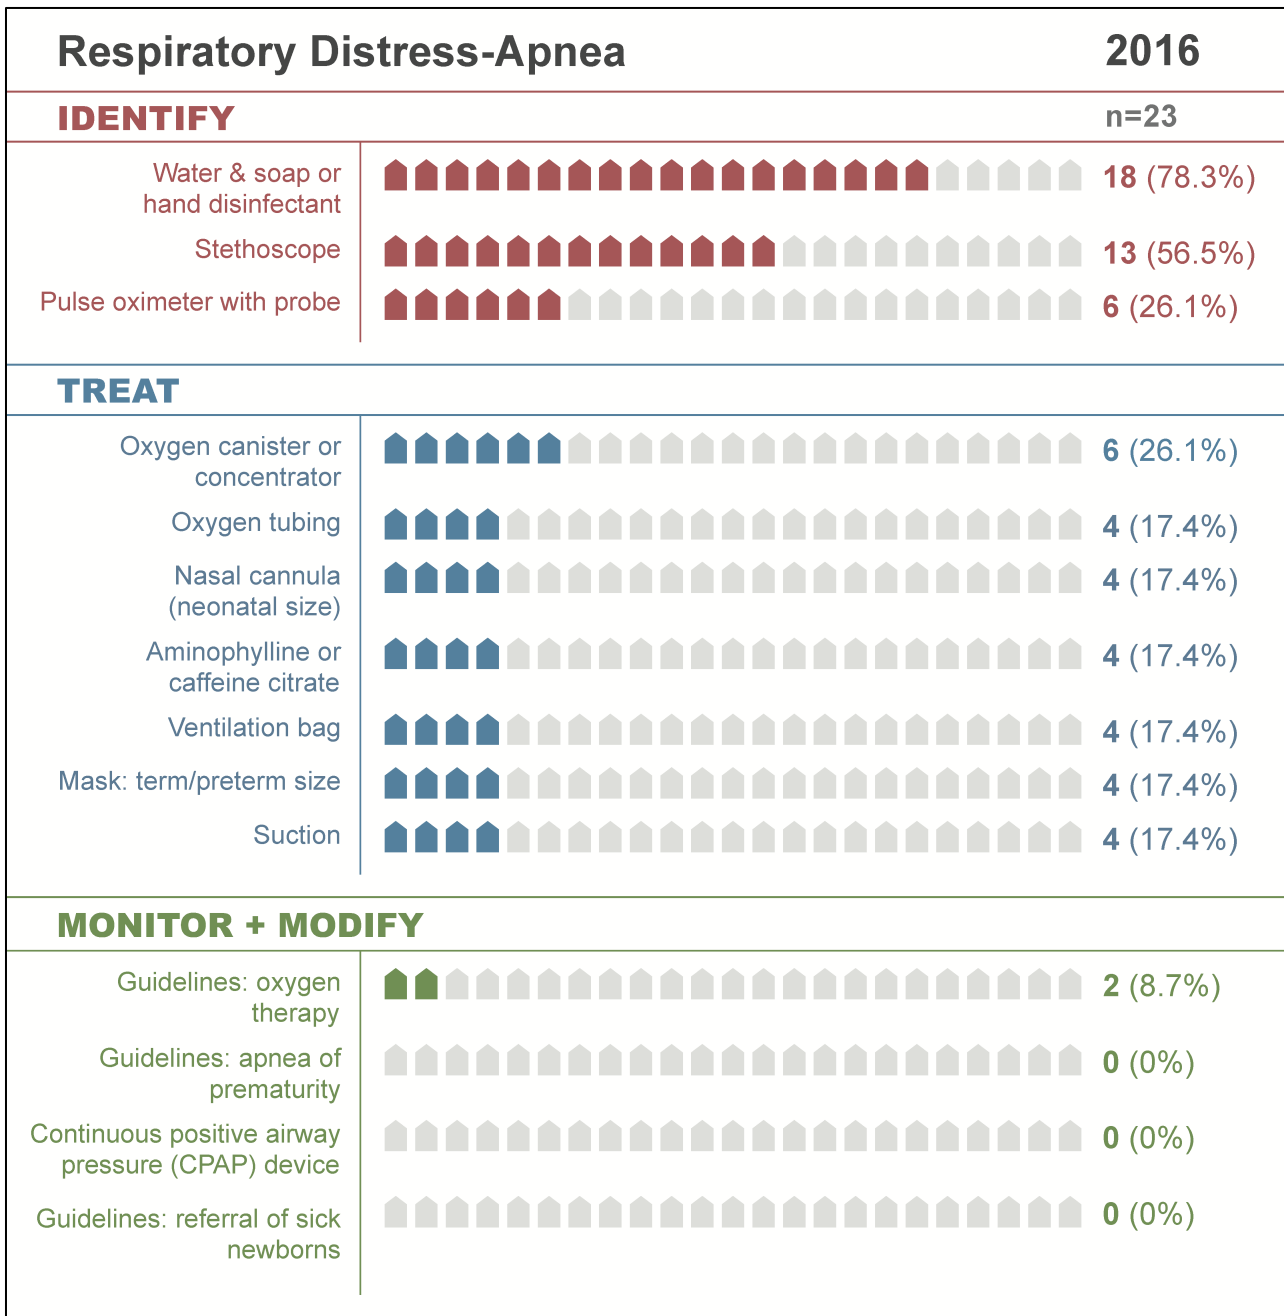 Respiratory Distress-Apnea 2016
IDENTIFY n=23
Water & soap or
hand disinfectant
18 (78.3%)
Stethoscope 13 (56.5%)
Pulse oximeter with probe 6 (26.1%)
TREAT
Oxygen canister or
concentrator
6 (26.1%)
Oxygen tubing 4 (17.4%)
Nasal cannula
(neonatal size)
4 (17.4%)
Aminophylline or
caffeine citrate
4 (17.4%)
Ventilation bag 4 (17.4%)
Mask: term/preterm size 4 (17.4%)
Suction 4 (17.4%)
MONITOR + MODIFY
Guidelines: oxygen
therapy
2 (8.7%)
Guidelines: apnea of
prematurity
0 (0%)
Continuous positive airway
pressure (CPAP) device
0 (0%)
Guidelines: referral of sick
newborns
0 (0%)